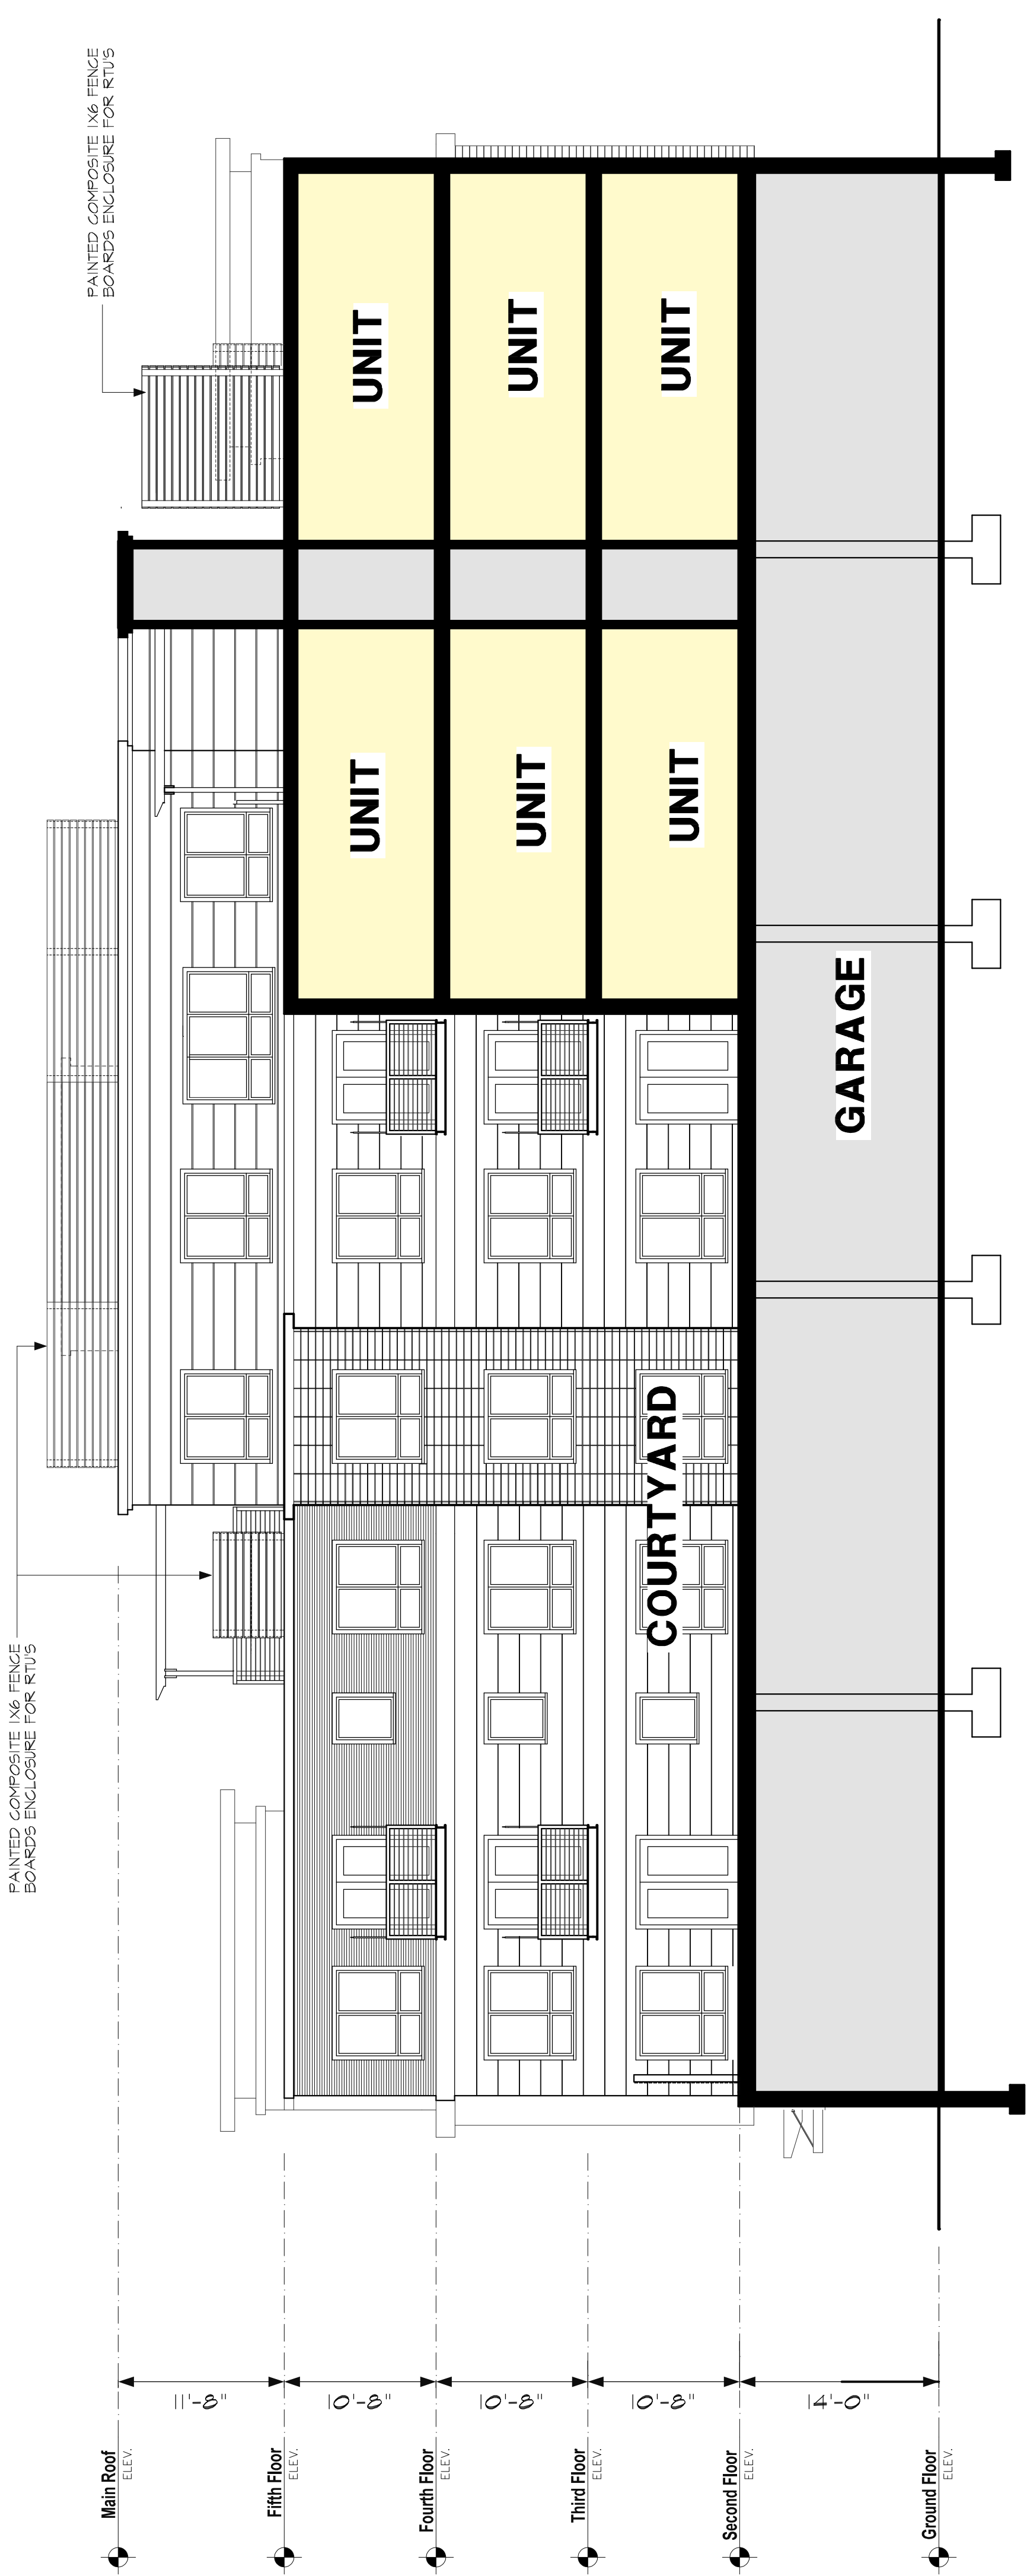 PAINTED COMPOSITE 1X6 FENCE
BOARDS ENCLOSURE FOR RTU'S
PAINTED COMPOSITE 1X6 FENCE
BOARDS ENCLOSURE FOR RTU'S
Main Roof
ELEV.
11'-8"
Fifth Floor
ELEV.
UNIT
UNIT
10'-8"
Fourth Floor
ELEV.
UNIT
UNIT
10'-8"
Third Floor
ELEV.
COURTYARD
UNIT
UNIT
10'-8"
Second Floor
ELEV.
GARAGE
14'-0"
Ground Floor
ELEV.